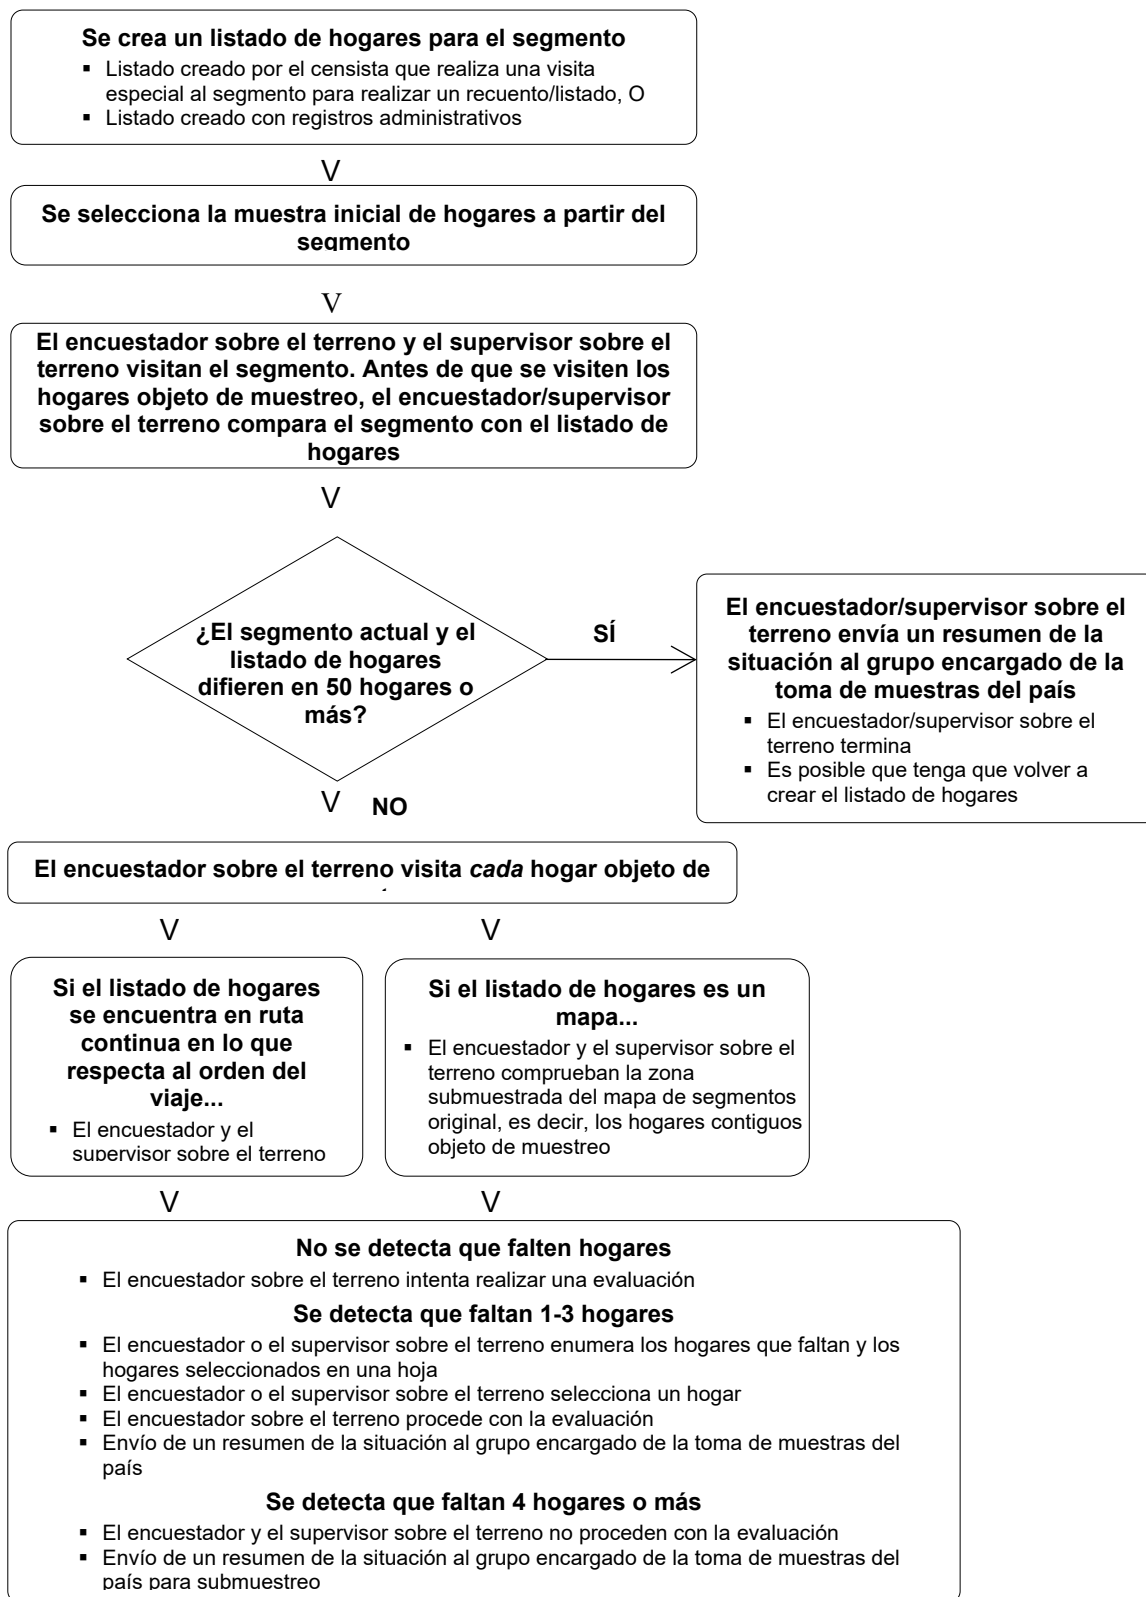 Se crea un listado de hogares para el segmento
▪ Listado creado por el censista que realiza una visita
especial al segmento para realizar un recuento/listado, O
▪ Listado creado con registros administrativos
V
Se selecciona la muestra inicial de hogares a partir del
segmento
V
El encuestador sobre el terreno y el supervisor sobre el
terreno visitan el segmento. Antes de que se visiten los
hogares objeto de muestreo, el encuestador/supervisor
sobre el terreno compara el segmento con el listado de
hogares
V
¿El segmento actual y el
listado de hogares
difieren en 50 hogares o
más?
SÍ
El encuestador/supervisor sobre el
terreno envía un resumen de la
situación al grupo encargado de la
toma de muestras del país
▪ El encuestador/supervisor sobre el
terreno termina
▪ Es posible que tenga que volver a
crear el listado de hogares
V NO
El encuestador sobre el terreno visita cada hogar objeto de
V V
Si el listado de hogares
se encuentra en ruta
continua en lo que
respecta al orden del
viaje...
▪ El encuestador y el
supervisor sobre el terreno
Si el listado de hogares es un
mapa...
▪ El encuestador y el supervisor sobre el
terreno comprueban la zona
submuestrada del mapa de segmentos
original, es decir, los hogares contiguos
objeto de muestreo
V V
No se detecta que falten hogares
▪ El encuestador sobre el terreno intenta realizar una evaluación
Se detecta que faltan 1-3 hogares
▪ El encuestador o el supervisor sobre el terreno enumera los hogares que faltan y los
hogares seleccionados en una hoja
▪ El encuestador o el supervisor sobre el terreno selecciona un hogar
▪ El encuestador sobre el terreno procede con la evaluación
▪ Envío de un resumen de la situación al grupo encargado de la toma de muestras del
país
Se detecta que faltan 4 hogares o más
▪ El encuestador y el supervisor sobre el terreno no proceden con la evaluación
▪ Envío de un resumen de la situación al grupo encargado de la toma de muestras del
país para submuestreo